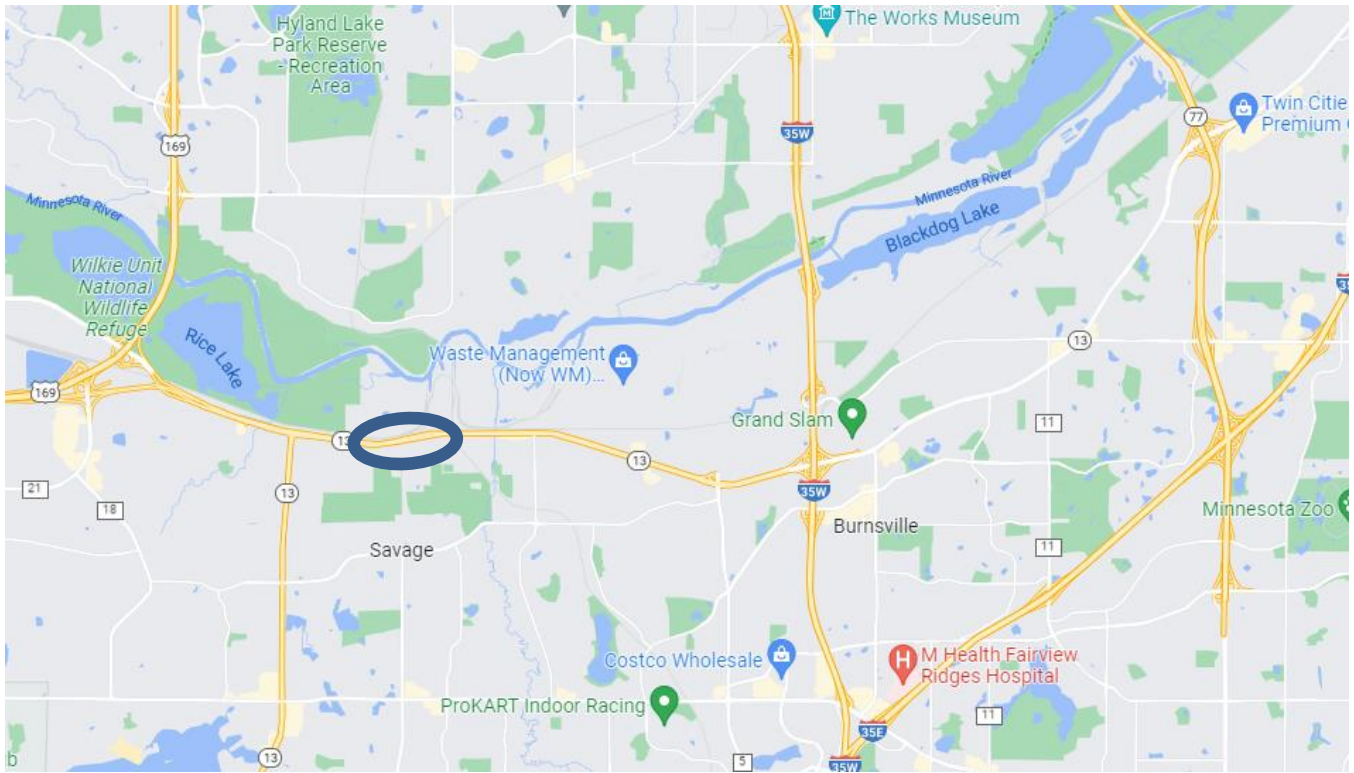 Hyland Lake
Park Reserve
- Recreation
Area
The Works Museum
169
35W
77
Twin Citie
Premium
Minnesota River
Minnesota River
Blackdog Lake
Wilkie Unit
National
Wildlife
Refuge
Rice Lake
35
13
Waste Management
(Now WM)...
169
Grand Slam
11
13
13
21
13
35W
18
Burnsville
Minnesota Zoo
Savage
11
Costco Wholesale
M Health Fairview
Ridges Hospital
ProKART Indoor Racing
11
35E
13
b
5
35W